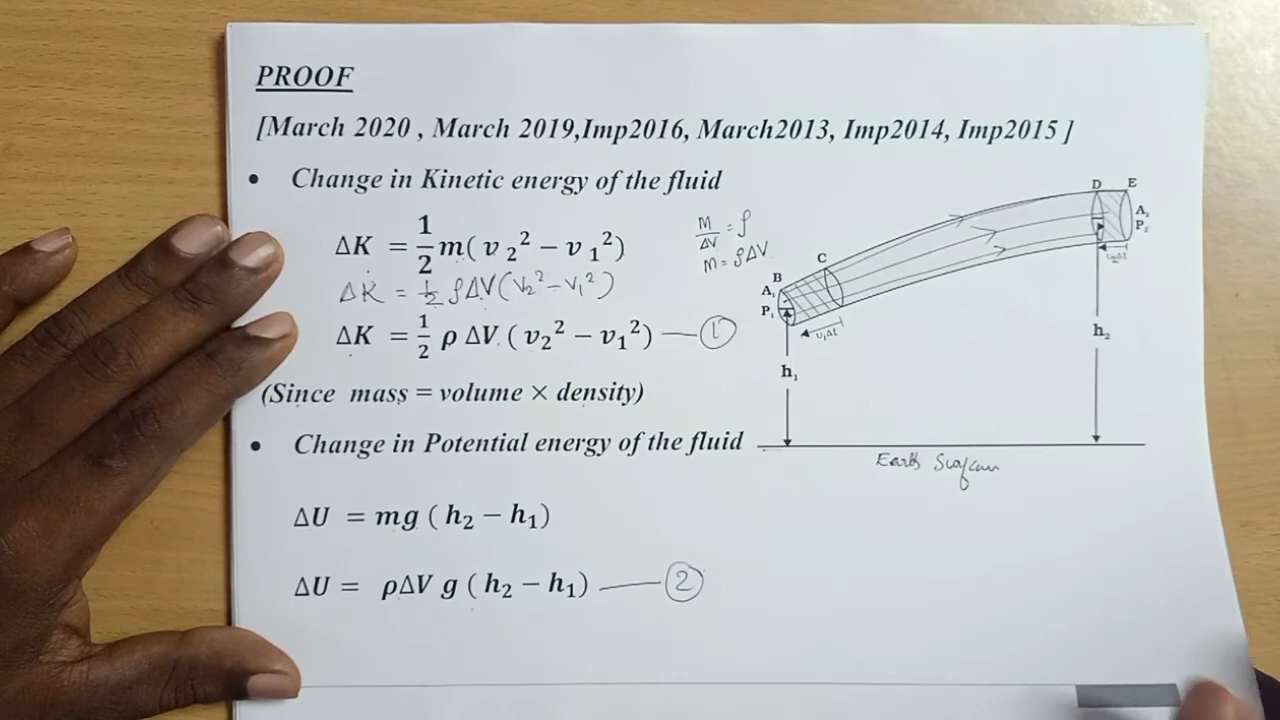 PROOF
[March 2020 , March 2019,Imp2016, March2013, Imp2014, Imp2015 ]
• Change in Kinetic energy of the fluid
ΔK = 1/2 m( v₂² − v₁²)
ΔK = 1/2 ρΔV(v₂² − v₁²)
ΔK = 1/2 ρ ΔV ( v₂² − v₁²) — 1
(Since mass = volume × density)
• Change in Potential energy of the fluid
ΔU = mg ( h₂ − h₁)
ΔU = ρΔV g ( h₂ − h₁) — 2
M/ΔV = ρ
M = ρΔV
D E
A₂
P₂
v₂Δt
C
B
A₁
P₁
v₁Δt
h₁
h₂
Earth